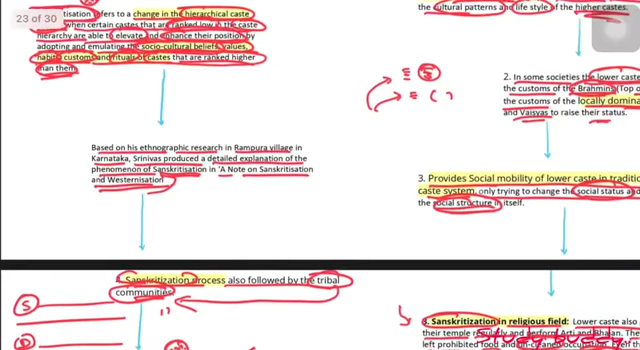 23 of 30
tisation refers to a change in the hierarchical caste
when certain castes that are ranked low in the caste
hierarchy are able to elevate and enhance their position by
adopting and emulating the socio-cultural beliefs, values,
habits customs and rituals of castes that are ranked higher
than them
Based on his ethnographic research in Rampura village in
Karnataka, Srinivas produced a detailed explanation of the
phenomenon of Sanskritisation in 'A Note on Sanskritisation
and Westernisation
Sanskritization process also followed by the tribal
communities
S
the cultural patterns and life style of the higher castes.
2. In some societies the lower caste
the customs of the Brahmins (Top o
the customs of the locally domina
and Vaisyas to raise their status.
3. Provides Social mobility of lower caste in traditio
caste system, only trying to change the social status and
the social structure itself.
Sanskritization in religious field: Lower caste also
their temple regularly and perform Arti and Bhajan. The
left prohibited food and un-cleaned occupation. Even th